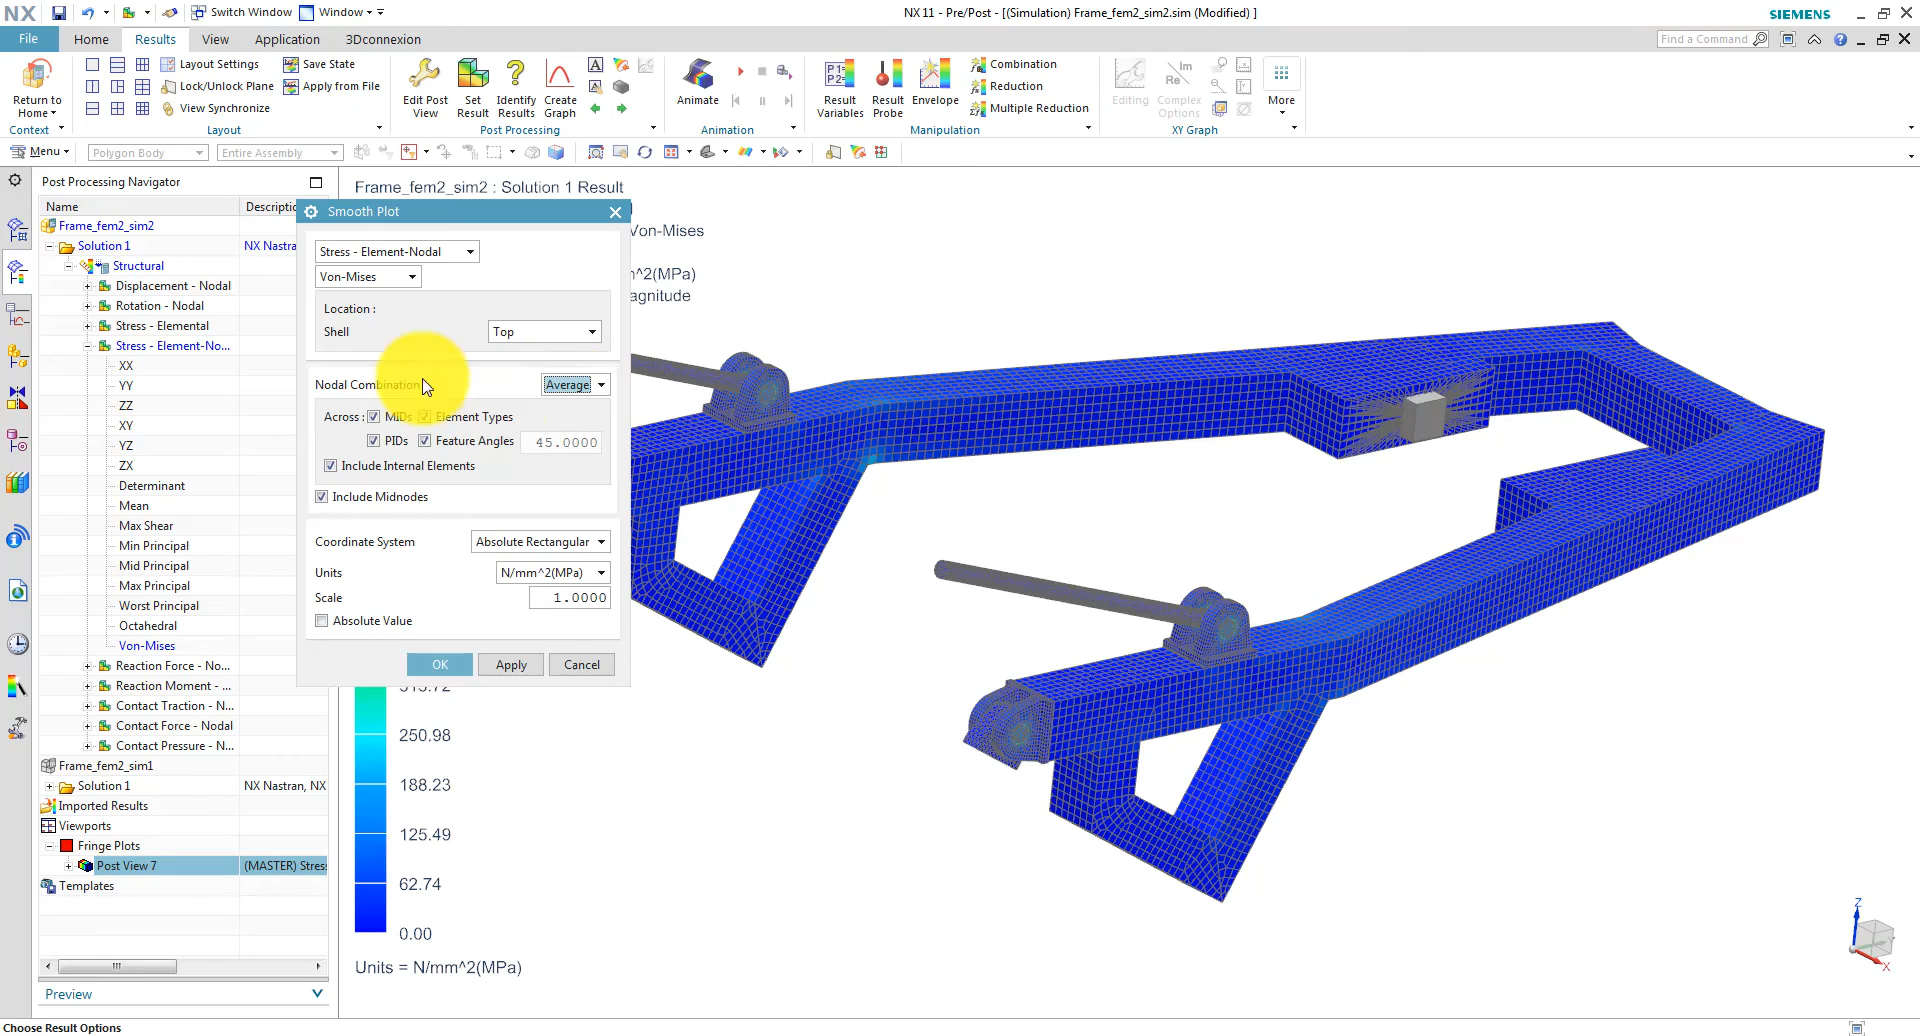 NX
Switch Window
Window
NX 11 - Pre/Post - [(Simulation) Frame_fem2_sim2.sim (Modified) ]
SIEMENS
File
Home
Results
View
Application
3Dconnexion
Find a Command
Return to Home
Context
Layout Settings
Lock/Unlock Plane
View Synchronize
Save State
Apply from File
Layout
Edit Post View
Set Result
Identify Results
Create Graph
Post Processing
Animate
Animation
Result Variables
Result Probe
Envelope
Combination
Reduction
Multiple Reduction
Manipulation
Editing
Complex Options
XY Graph
More
Menu
Polygon Body
Entire Assembly
Post Processing Navigator
Name
Descriptic
Frame_fem2_sim2
Solution 1
NX Nastra
Structural
Displacement - Nodal
Rotation - Nodal
Stress - Elemental
Stress - Element-No...
XX
YY
ZZ
XY
YZ
ZX
Determinant
Mean
Max Shear
Min Principal
Mid Principal
Max Principal
Worst Principal
Octahedral
Von-Mises
Reaction Force - No...
Reaction Moment - ...
Contact Traction - N...
Contact Force - Nodal
Contact Pressure - N...
Frame_fem2_sim1
Solution 1
NX Nastran, NX
Imported Results
Viewports
Fringe Plots
Post View 7
(MASTER) Stres
Templates
Preview
Choose Result Options
Frame_fem2_sim2 : Solution 1 Result
Von-Mises
n^2(MPa)
agnitude
Smooth Plot
Stress - Element-Nodal
Von-Mises
Location :
Shell
Top
Nodal Combination
Average
Across :
MIDs
Element Types
PIDs
Feature Angles
45.0000
Include Internal Elements
Include Midnodes
Coordinate System
Absolute Rectangular
Units
N/mm^2(MPa)
Scale
1.0000
Absolute Value
OK
Apply
Cancel
313.72
250.98
188.23
125.49
62.74
0.00
Units = N/mm^2(MPa)
Z
X